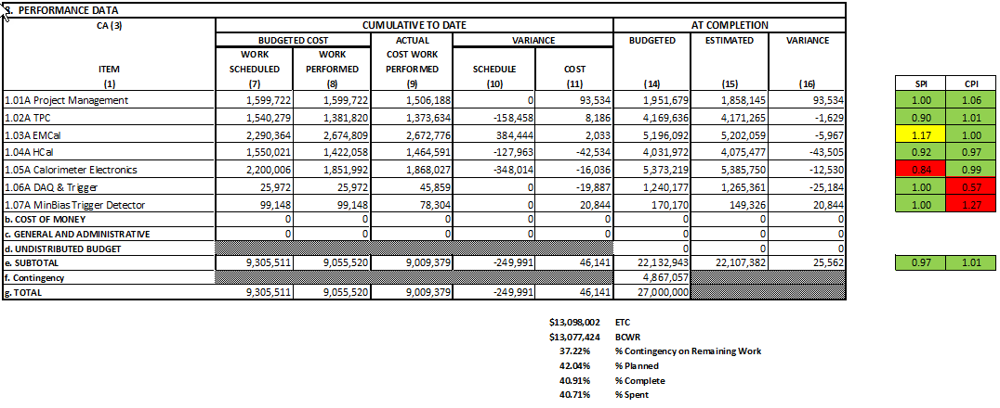 3. PERFORMANCE DATA
CA (3) CUMULATIVE TO DATE AT COMPLETION
BUDGETED COST ACTUAL VARIANCE BUDGETED ESTIMATED VARIANCE
WORK WORK COST WORK
ITEM SCHEDULED PERFORMED PERFORMED SCHEDULE COST
(1) (7) (8) (9) (10) (11) (14) (15) (16) SPI CPI
1.01A Project Management 1,599,722 1,599,722 1,506,188 0 93,534 1,951,679 1,858,145 93,534 1.00 1.06
1.02A TPC 1,540,279 1,381,820 1,373,634 -158,458 8,186 4,169,636 4,171,265 -1,629 0.90 1.01
1.03A EMCal 2,290,364 2,674,809 2,672,776 384,444 2,033 5,196,092 5,202,059 -5,967 1.17 1.00
1.04A HCal 1,550,021 1,422,058 1,464,591 -127,963 -42,534 4,031,972 4,075,477 -43,505 0.92 0.97
1.05A Calorimeter Electronics 2,200,006 1,851,992 1,868,027 -348,014 -16,036 5,373,219 5,385,750 -12,530 0.84 0.99
1.06A DAQ & Trigger 25,972 25,972 45,859 0 -19,887 1,240,177 1,265,361 -25,184 1.00 0.57
1.07A MinBias Trigger Detector 99,148 99,148 78,304 0 20,844 170,170 149,326 20,844 1.00 1.27
b. COST OF MONEY 0 0 0 0 0 0 0 0
c. GENERAL AND ADMINISTRATIVE 0 0 0 0 0 0 0 0
d. UNDISTRIBUTED BUDGET 0 0 0
e. SUBTOTAL 9,305,511 9,055,520 9,009,379 -249,991 46,141 22,132,943 22,107,382 25,562 0.97 1.01
f. Contingency 4,867,057
g. TOTAL 9,305,511 9,055,520 9,009,379 -249,991 46,141 27,000,000
$13,098,002 ETC
$13,077,424 BCWR
37.22% % Contingency on Remaining Work
42.04% % Planned
40.91% % Complete
40.71% % Spent